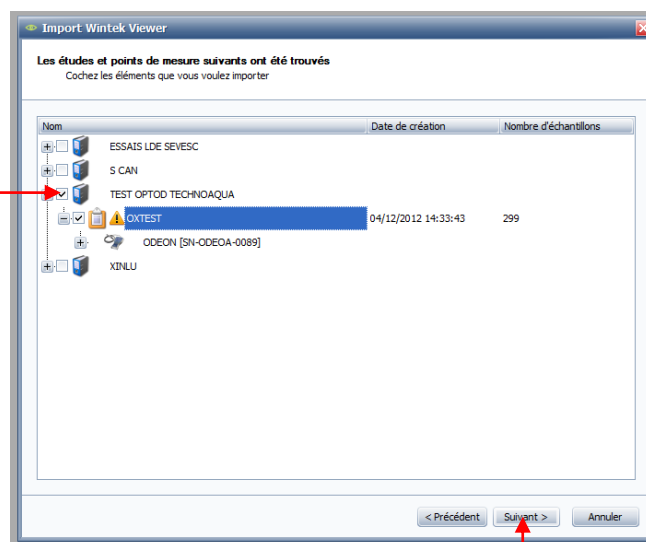 Import Wintek Viewer
Les études et points de mesure suivants ont été trouvés
Cochez les éléments que vous voulez importer
Nom Date de création Nombre d'échantillons
ESSAIS LDE SEVESC
S CAN
TEST OPTOD TECHNOAQUA
OXTEST 04/12/2012 14:33:43 299
ODEON [SN-ODEOA-0089]
XINLU
< Précédent Suivant > Annuler